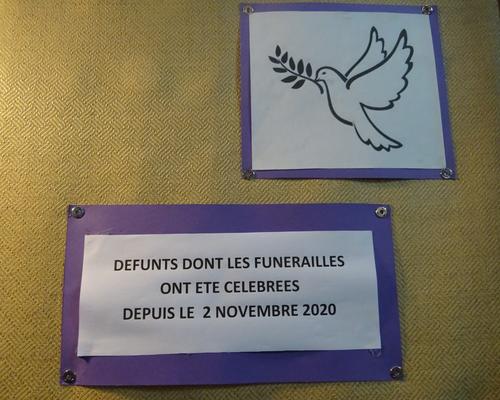 DEFUNTS DONT LES FUNERAILLES
ONT ETE CELEBREES
DEPUIS LE 2 NOVEMBRE 2020